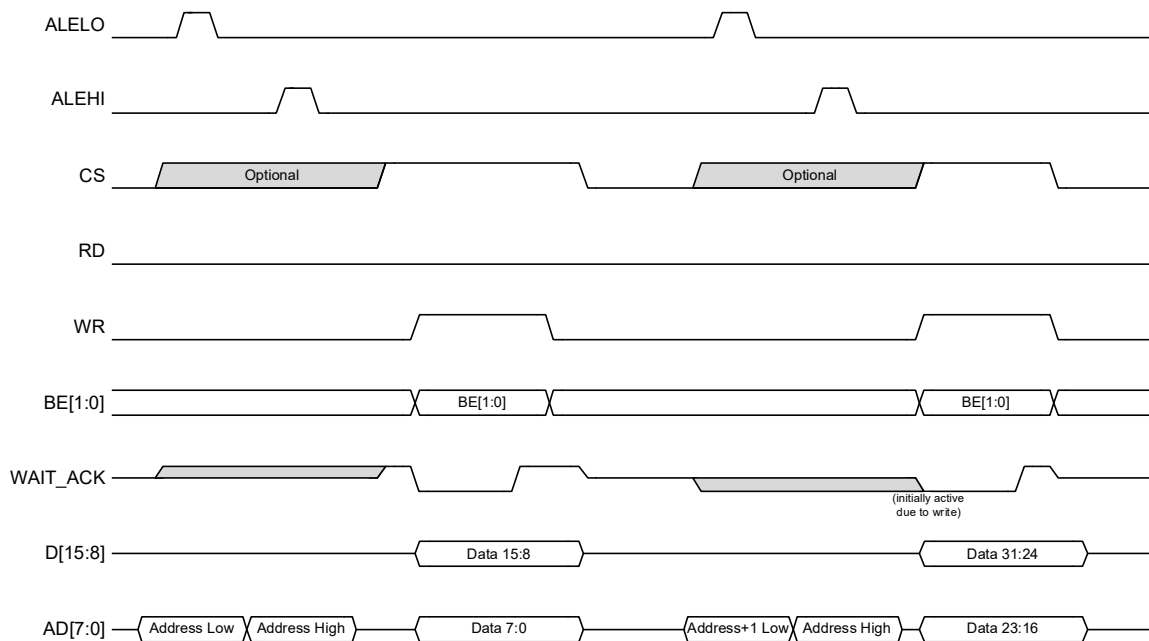 ALELO
ALEHI
CS
Optional
Optional
RD
WR
BE[1:0]
BE[1:0]
BE[1:0]
WAIT_ACK
(initially active
due to write)
D[15:8]
Data 15:8
Data 31:24
AD[7:0]
Address Low
Address High
Data 7:0
Address+1 Low
Address High
Data 23:16